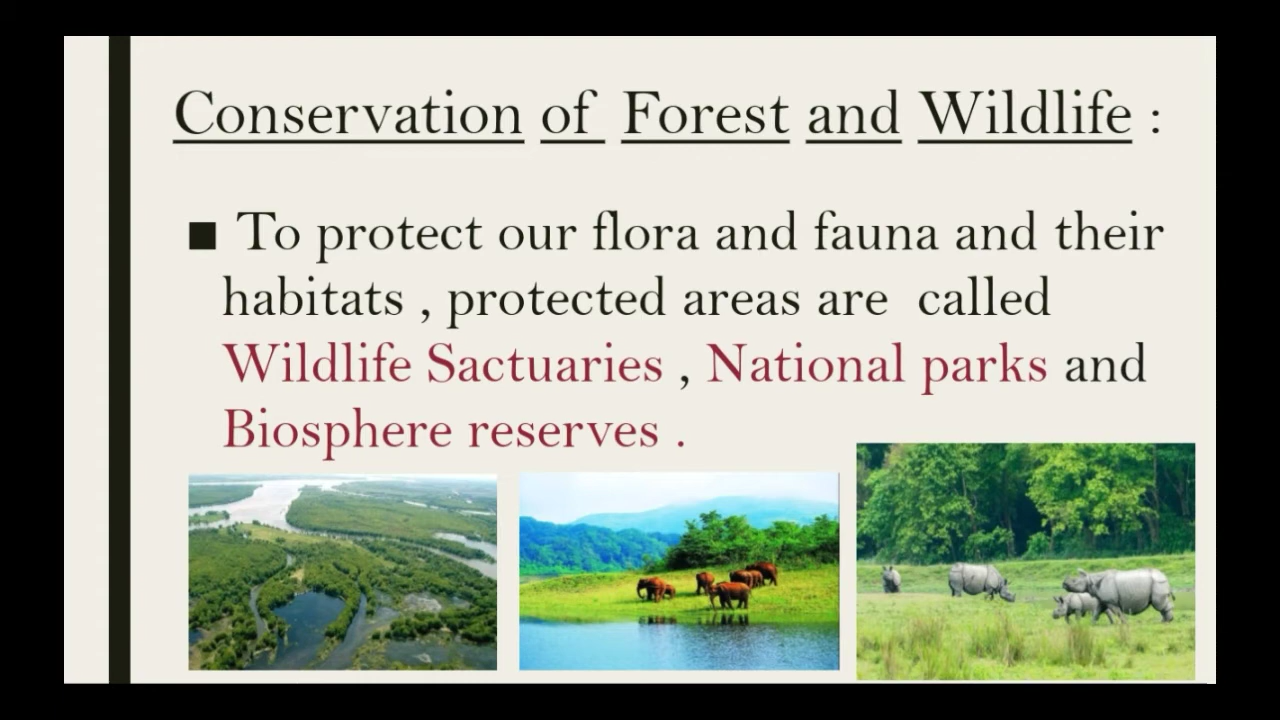 Conservation of Forest and Wildlife :
■ To protect our flora and fauna and their
habitats , protected areas are called
Wildlife Sactuaries , National parks and
Biosphere reserves .